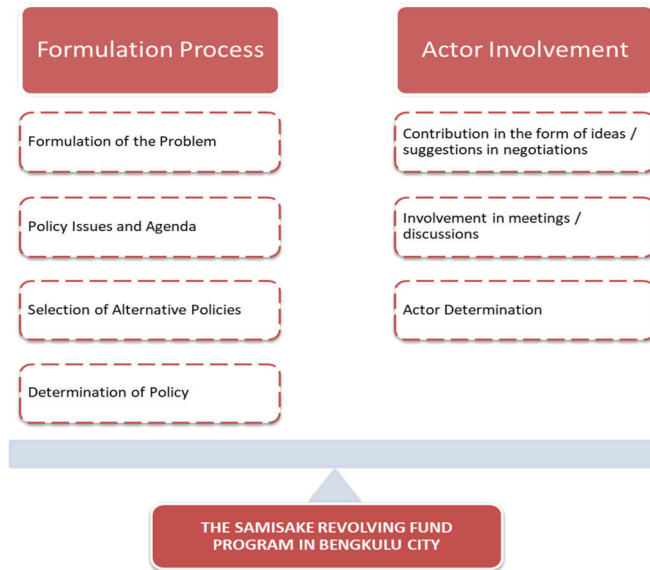 Formulation Process
Formulation of the Problem
Policy Issues and Agenda
Selection of Alternative Policies
Determination of Policy
Actor Involvement
Contribution in the form of ideas /
suggestions in negotiations
Involvement in meetings /
discussions
Actor Determination
THE SAMISAKE REVOLVING FUND
PROGRAM IN BENGKULU CITY